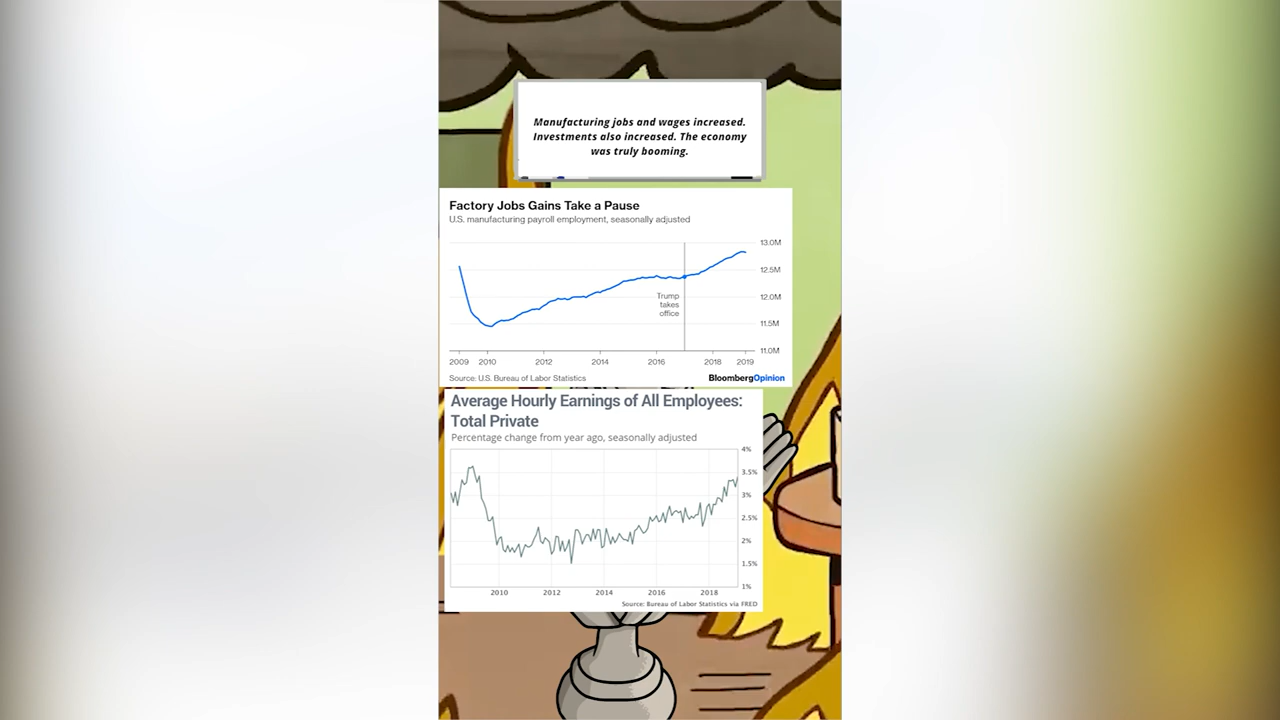 Manufacturing jobs and wages increased.
Investments also increased. The economy
was truly booming.
Factory Jobs Gains Take a Pause
U.S. manufacturing payroll employment, seasonally adjusted
13.0M
12.5M
12.0M
11.5M
11.0M
Trump
takes
office
2009 2010 2012 2014 2016 2018 2019
Source: U.S. Bureau of Labor Statistics BloombergOpinion
Average Hourly Earnings of All Employees:
Total Private
Percentage change from year ago, seasonally adjusted
4%
3.5%
3%
2.5%
2%
1.5%
1%
2010 2012 2014 2016 2018
Source: Bureau of Labor Statistics via FRED